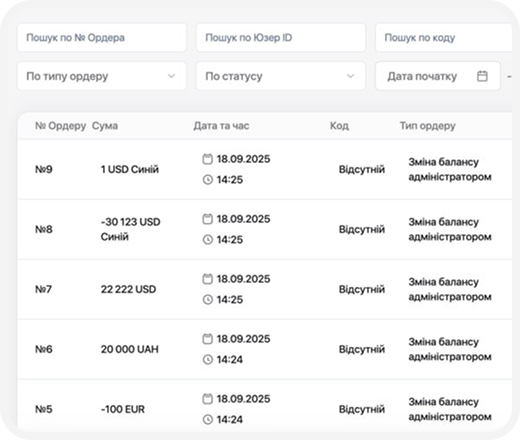 Пошук по № Ордера Пошук по Юзер ID Пошук по коду
По типу ордеру По статусу Дата початку -
№ Ордеру Сума Дата та час Код Тип ордеру
№9 1 USD Синій 18.09.2025 14:25 Відсутній Зміна балансу адміністратором
№8 -30 123 USD Синій 18.09.2025 14:25 Відсутній Зміна балансу адміністратором
№7 22 222 USD 18.09.2025 14:25 Відсутній Зміна балансу адміністратором
№6 20 000 UAH 18.09.2025 14:24 Відсутній Зміна балансу адміністратором
№5 -100 EUR 18.09.2025 14:24 Відсутній Зміна балансу адміністратором